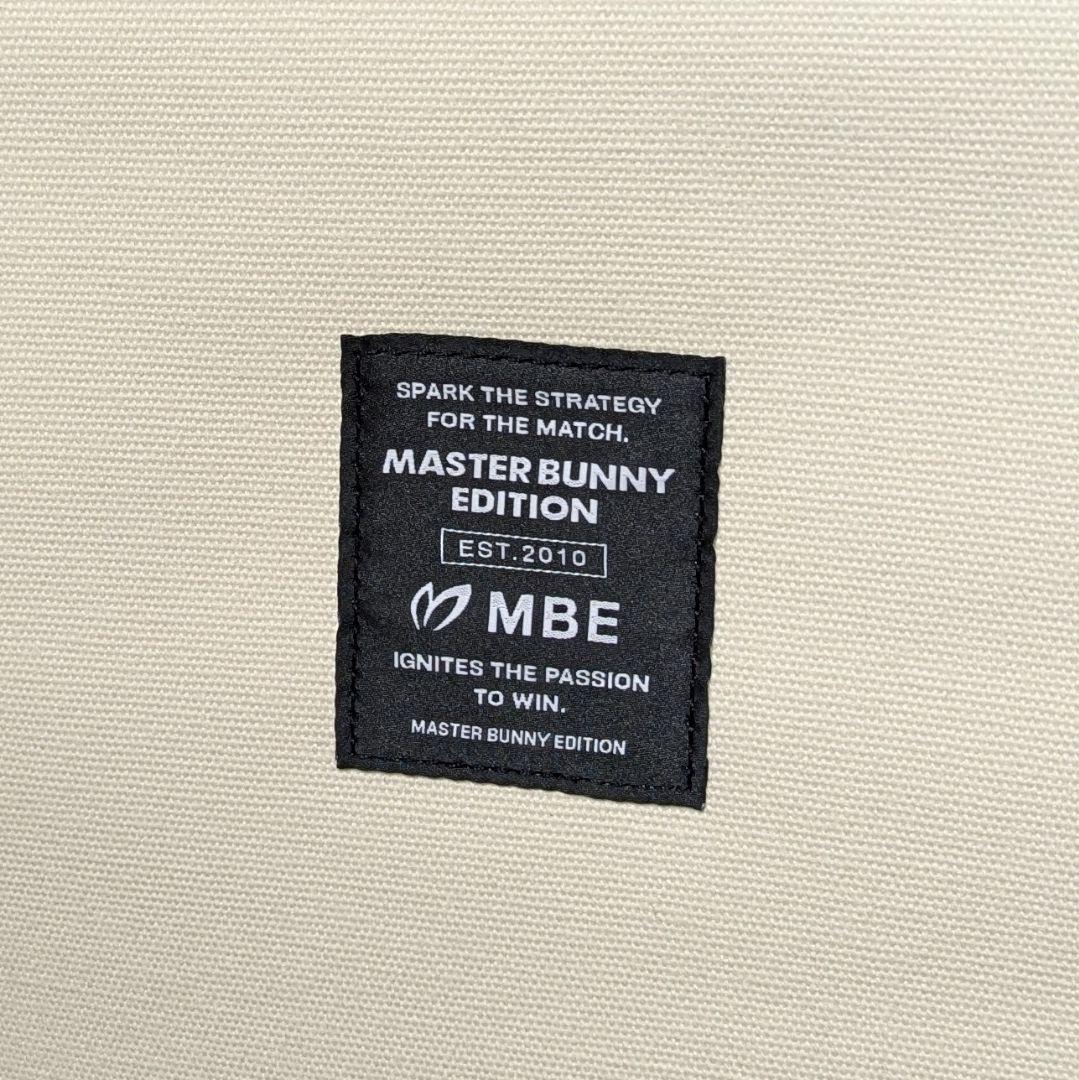 SPARK THE STRATEGY
FOR THE MATCH.
MASTER BUNNY
EDITION
EST.2010
MBE
IGNITES THE PASSION
TO WIN.
MASTER BUNNY EDITION